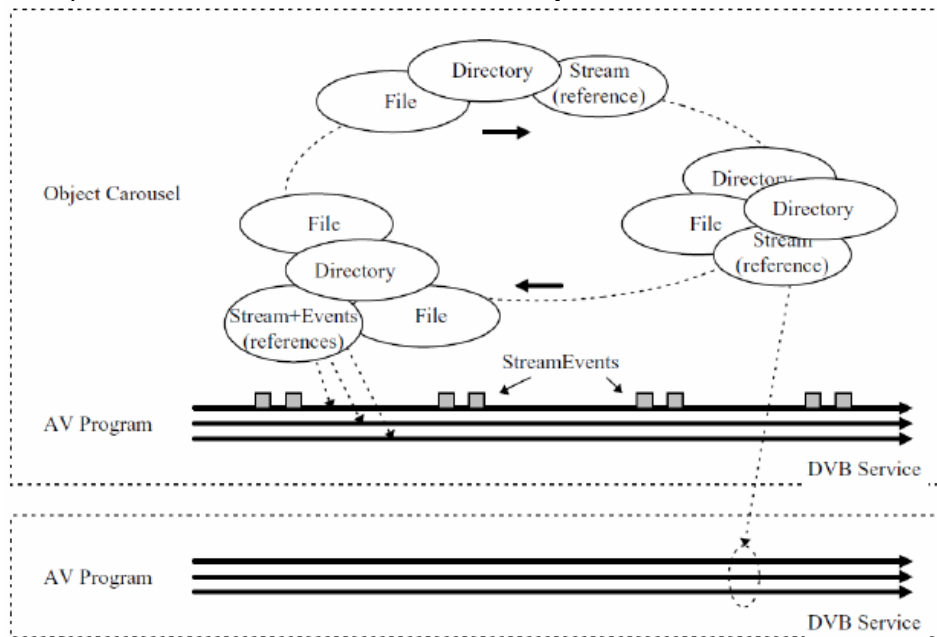 Directory
Stream
(reference)
File
Object Carousel
Directory
File
Directory
File
Directory
Stream
(reference)
Stream+Events
(references)
File
StreamEvents
AV Program
DVB Service
AV Program
DVB Service